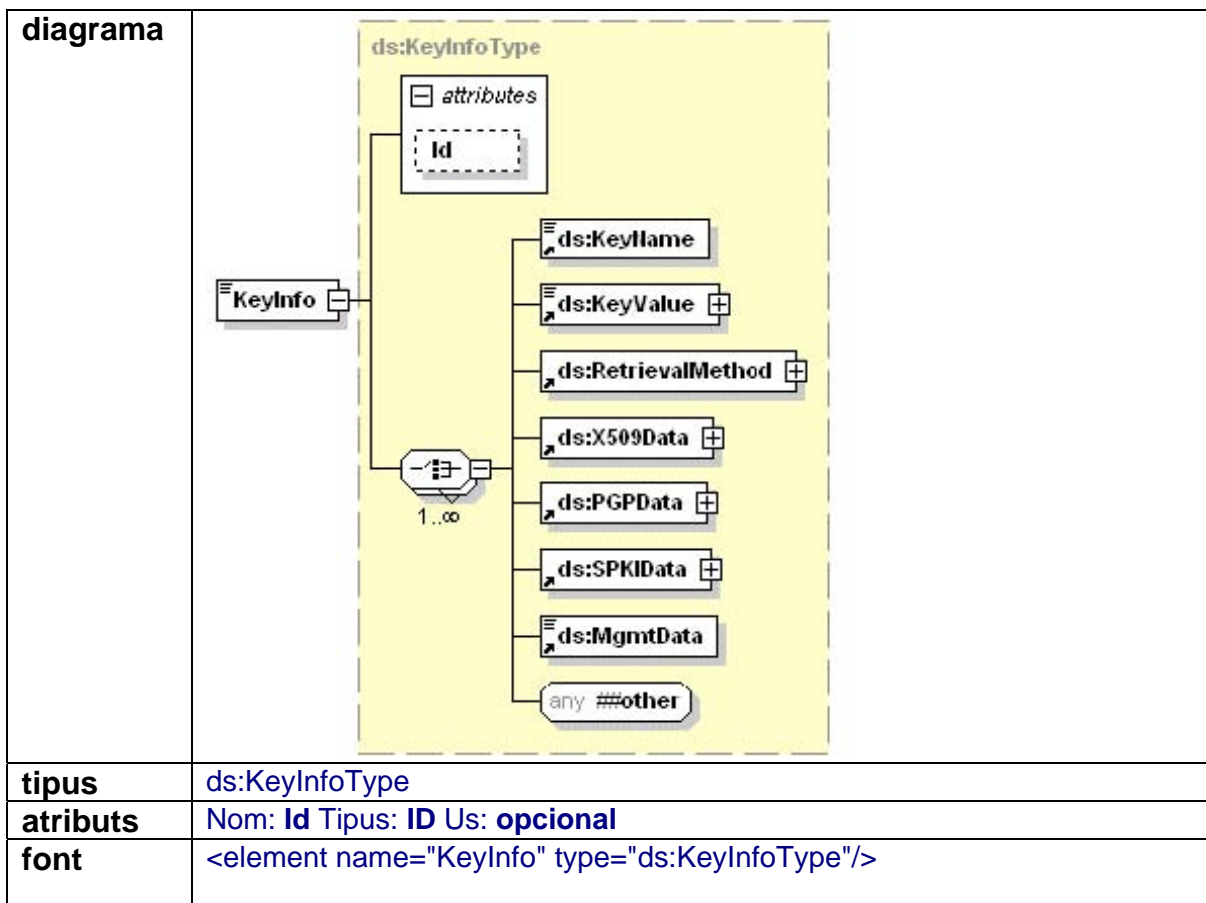 diagrama
ds:KeyInfoType
attributes
Id
ds:KeyName
KeyInfo
ds:KeyValue
ds:RetrievalMethod
ds:X509Data
1..∞
ds:PGPData
ds:SPKIData
ds:MgmtData
any ##other
tipus ds:KeyInfoType
atributs Nom: Id Tipus: ID Us: opcional
font <element name="KeyInfo" type="ds:KeyInfoType"/>